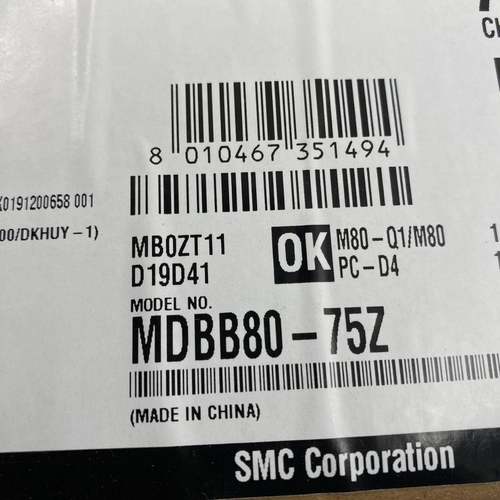 8 010467 351494
X0191200658 001
00/DKHUY-1)
MB0ZT11
D19D41
OK
M80-Q1/M80
PC-D4
MODEL NO.
MDBB80-75Z
(MADE IN CHINA)
SMC Corporation